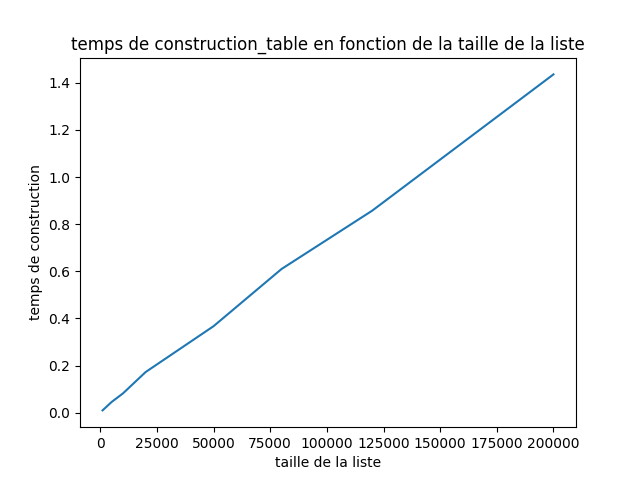 temps de construction_table en fonction de la taille de la liste
1.4
1.2
1.0
0.8
0.6
0.4
0.2
0.0
temps de construction
0 25000 50000 75000 100000 125000 150000 175000 200000
taille de la liste